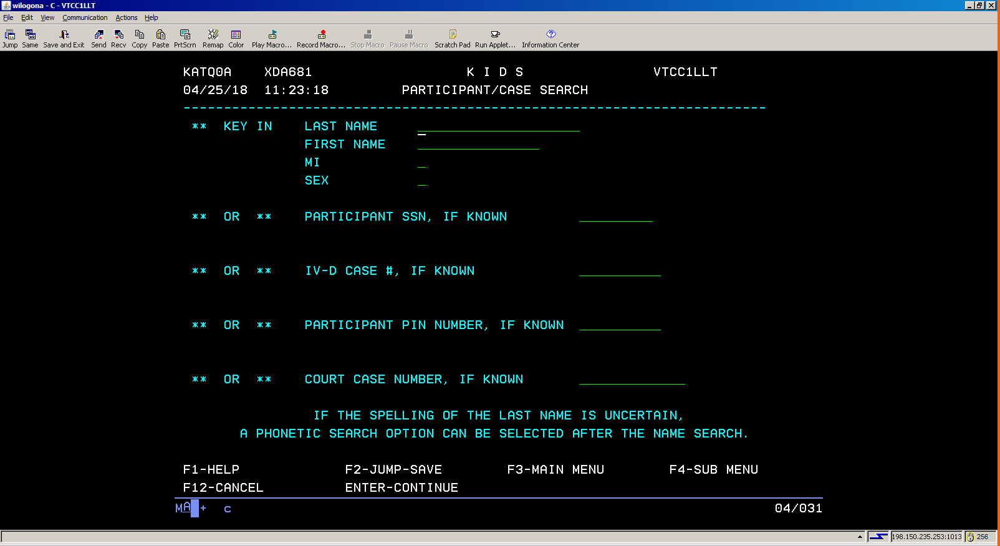 wilogona - C - VTCC1LLT
File Edit View Communication Actions Help
Jump Same Save and Exit Send Recv Copy Paste PrtScrn Remap Color Play Macro... Record Macro... Stop Macro Pause Macro Scratch Pad Run Applet... Information Center
KATQ0A XDA681 K I D S VTCC1LLT
04/25/18 11:23:18 PARTICIPANT/CASE SEARCH
------------------------------------------------------------------------
** KEY IN LAST NAME ____________________
FIRST NAME _______________
MI _
SEX _
** OR ** PARTICIPANT SSN, IF KNOWN _________
** OR ** IV-D CASE #, IF KNOWN __________
** OR ** PARTICIPANT PIN NUMBER, IF KNOWN __________
** OR ** COURT CASE NUMBER, IF KNOWN _____________
IF THE SPELLING OF THE LAST NAME IS UNCERTAIN,
A PHONETIC SEARCH OPTION CAN BE SELECTED AFTER THE NAME SEARCH.
F1-HELP F2-JUMP-SAVE F3-MAIN MENU F4-SUB MENU
F12-CANCEL ENTER-CONTINUE
MA + c 04/031
198.150.235.253:1013 256